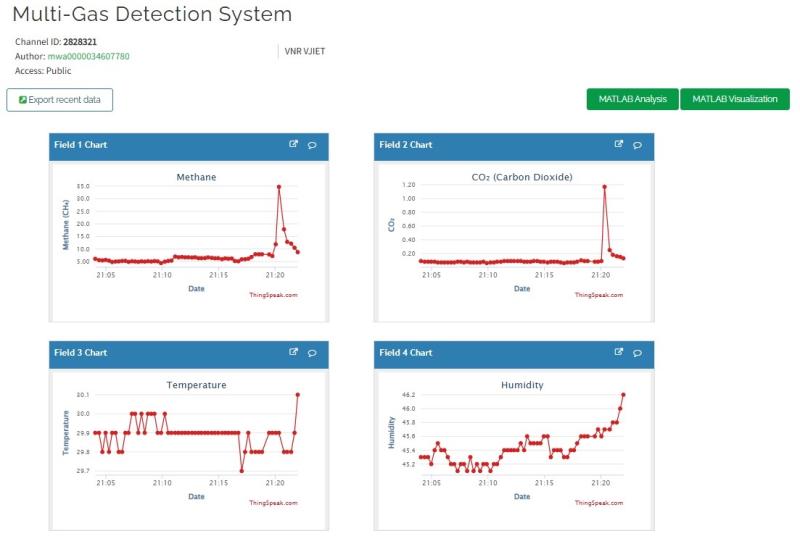 Multi-Gas Detection System
Channel ID: 2828321
Author: mwa0000034607780
Access: Public
VNR VJIET
Export recent data
MATLAB Analysis
MATLAB Visualization
Field 1 Chart
Methane
Methane (CH₄)
35.0
30.0
25.0
20.0
15.0
10.0
5.00
21:05
21:10
21:15
21:20
Date
ThingSpeak.com
Field 2 Chart
CO₂ (Carbon Dioxide)
CO₂
1.20
1.00
0.80
0.60
0.40
0.20
21:05
21:10
21:15
21:20
Date
ThingSpeak.com
Field 3 Chart
Temperature
Temperature
30.1
30.0
29.9
29.8
29.7
21:05
21:10
21:15
21:20
Date
ThingSpeak.com
Field 4 Chart
Humidity
Humidity
46.2
46.0
45.8
45.6
45.4
45.2
21:05
21:10
21:15
21:20
Date
ThingSpeak.com